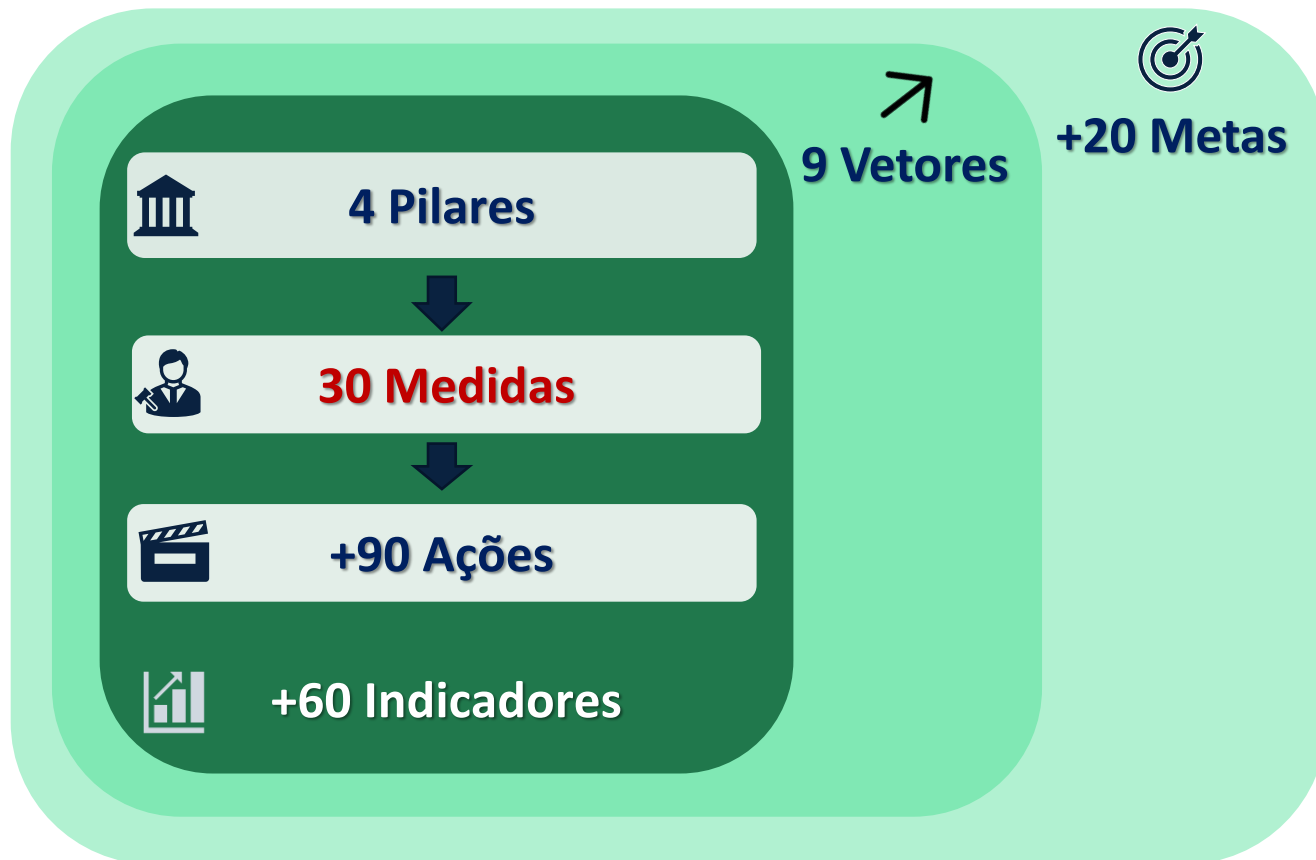 +20 Metas
9 Vetores
4 Pilares
30 Medidas
+90 Ações
+60 Indicadores